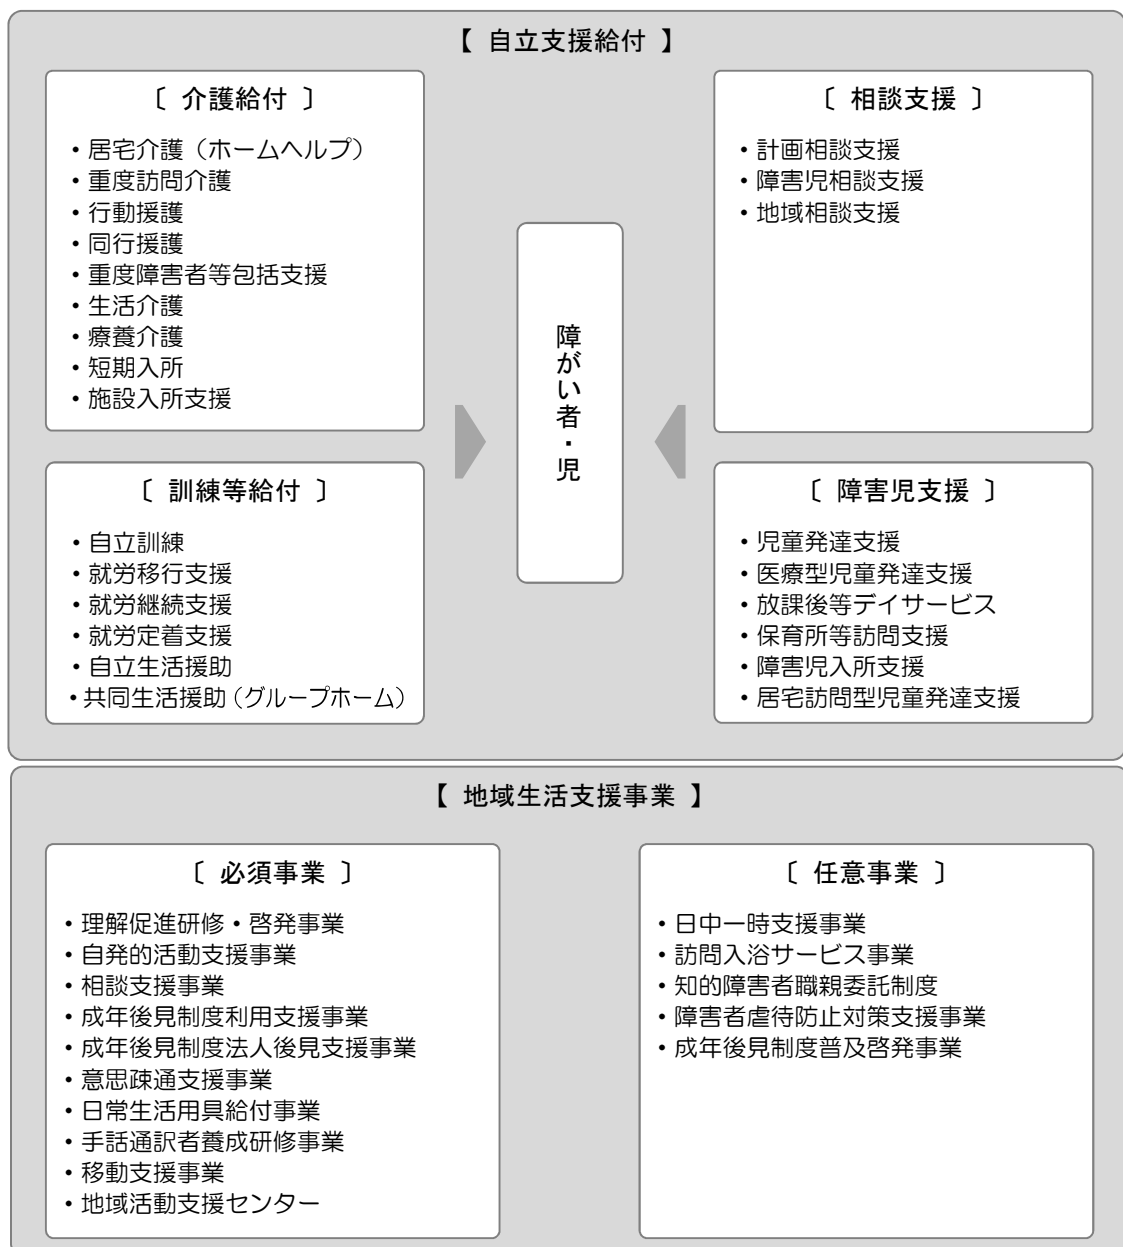 【 自立支援給付 】
〔 介護給付 〕
・居宅介護（ホームヘルプ）
・重度訪問介護
・行動援護
・同行援護
・重度障害者等包括支援
・生活介護
・療養介護
・短期入所
・施設入所支援
〔 相談支援 〕
・計画相談支援
・障害児相談支援
・地域相談支援
障がい者・児
〔 訓練等給付 〕
・自立訓練
・就労移行支援
・就労継続支援
・就労定着支援
・自立生活援助
・共同生活援助（グループホーム）
〔 障害児支援 〕
・児童発達支援
・医療型児童発達支援
・放課後等デイサービス
・保育所等訪問支援
・障害児入所支援
・居宅訪問型児童発達支援
【 地域生活支援事業 】
〔 必須事業 〕
・理解促進研修・啓発事業
・自発的活動支援事業
・相談支援事業
・成年後見制度利用支援事業
・成年後見制度法人後見支援事業
・意思疎通支援事業
・日常生活用具給付事業
・手話通訳者養成研修事業
・移動支援事業
・地域活動支援センター
〔 任意事業 〕
・日中一時支援事業
・訪問入浴サービス事業
・知的障害者職親委託制度
・障害者虐待防止対策支援事業
・成年後見制度普及啓発事業